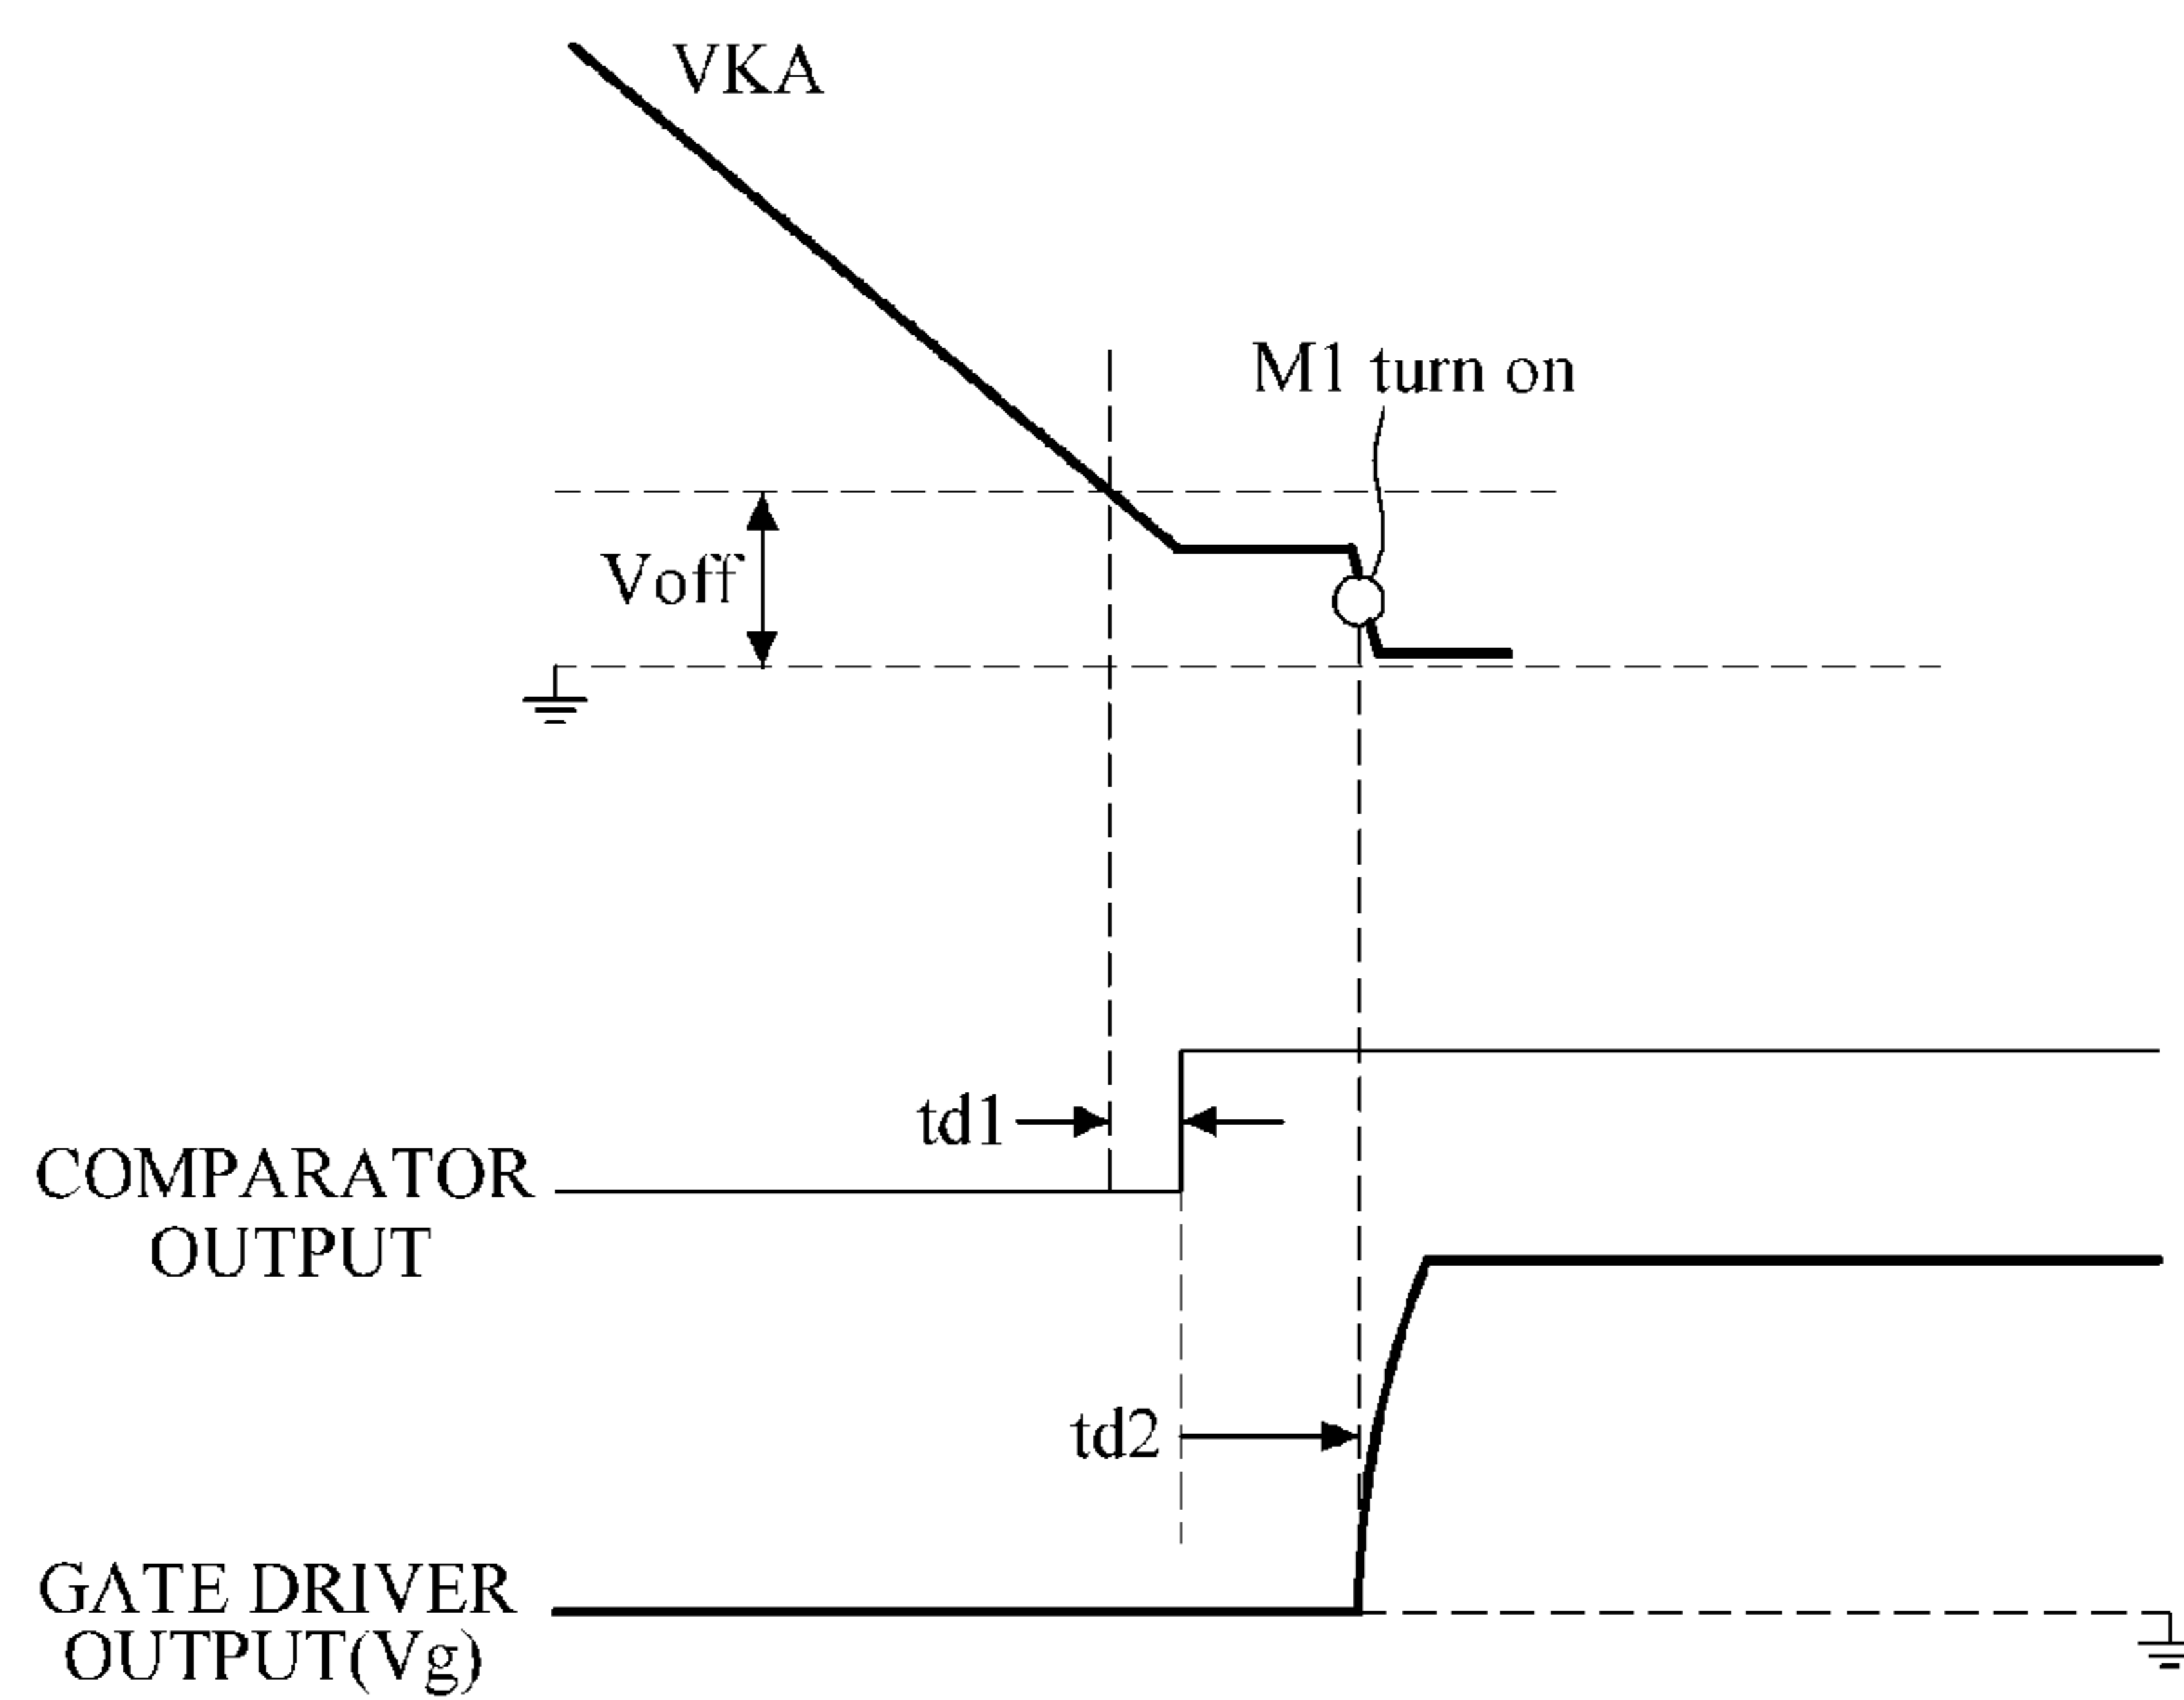 VKA
M1 turn on
Voff
td1
COMPARATOR
OUTPUT
td2
GATE DRIVER
OUTPUT(Vg)